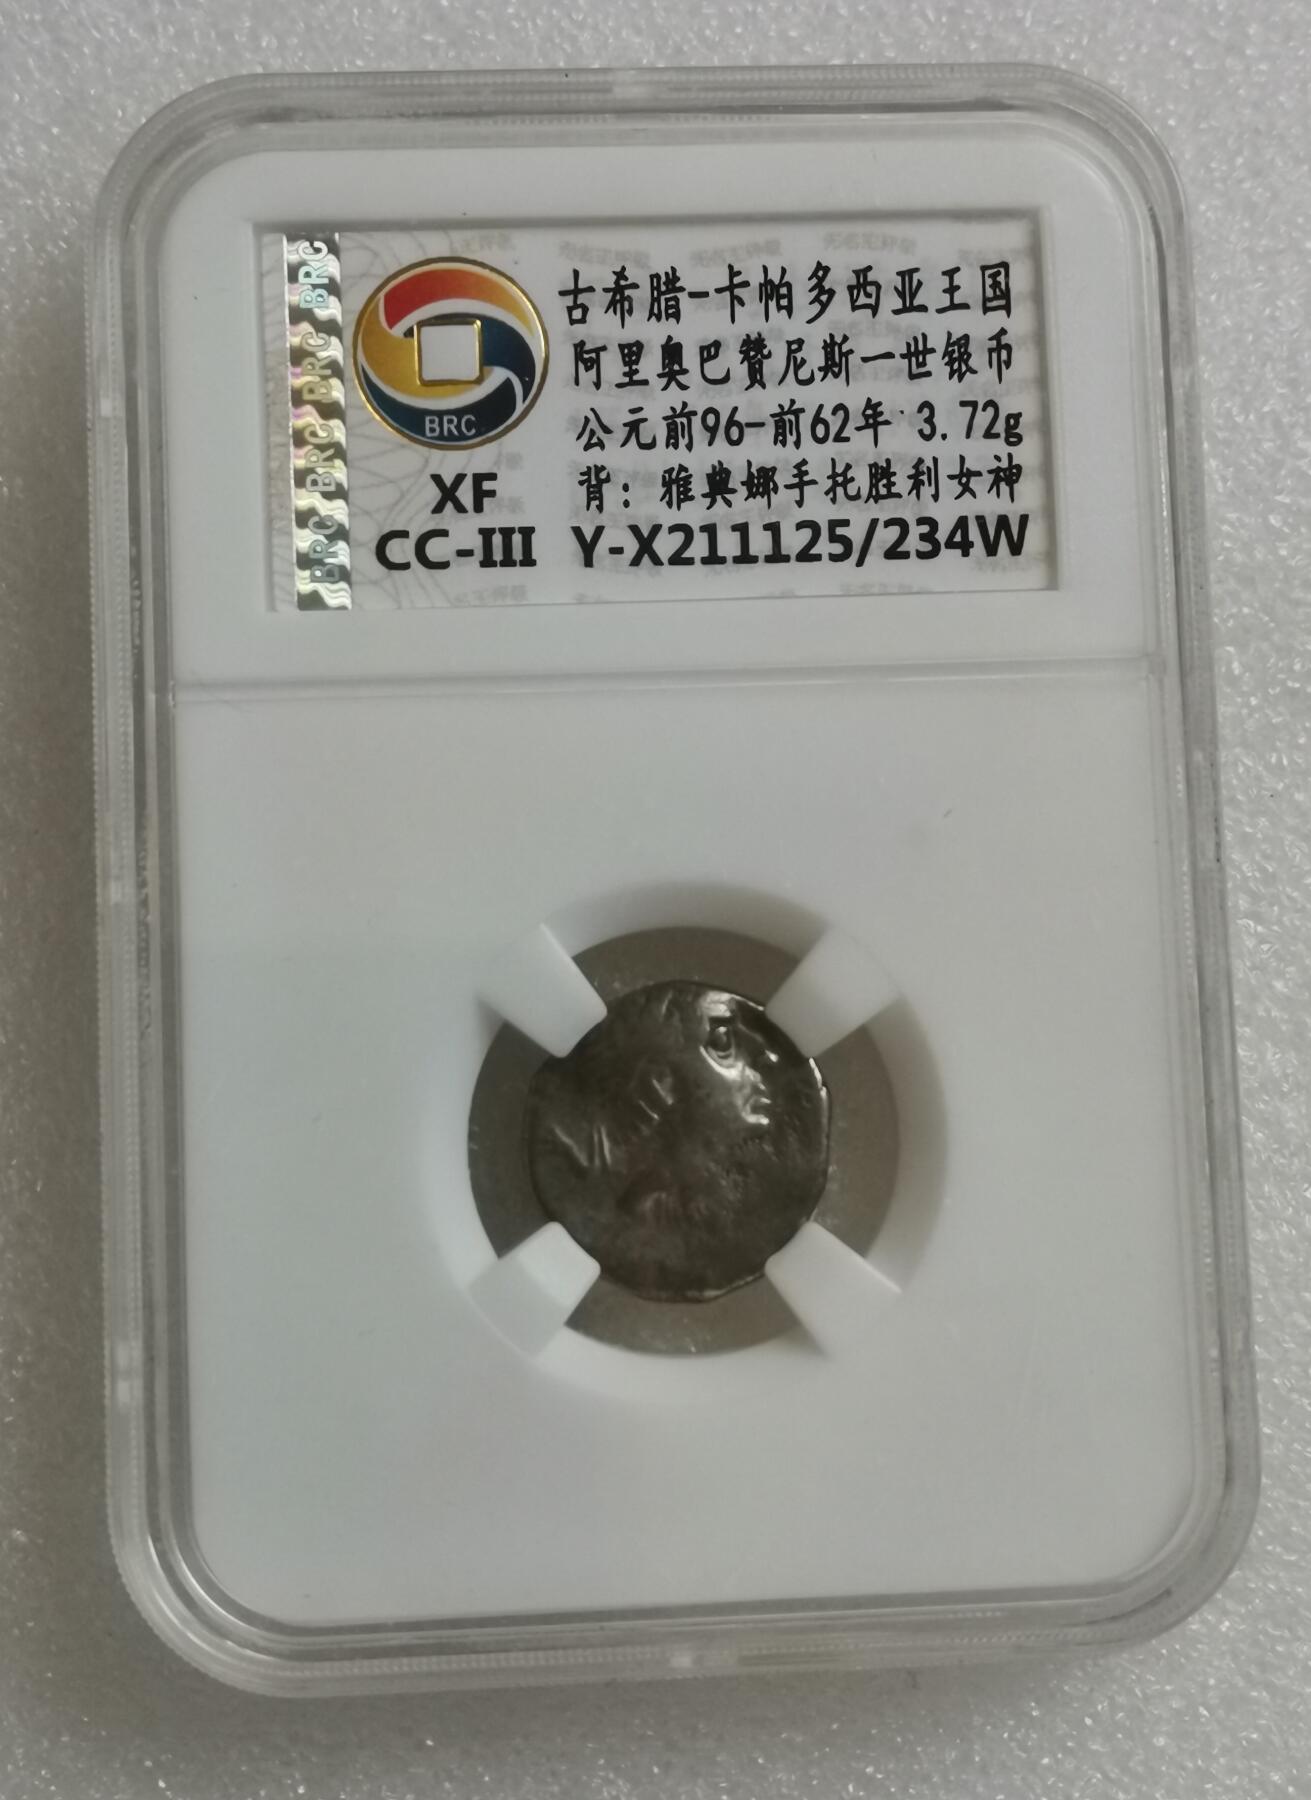 BRC BRC BRC BRC
BRC
古希腊-卡帕多西亚王国
阿里奥巴赞尼斯一世银币
公元前96-前62年 3.72g
背：雅典娜手托胜利女神
XF
CC-III Y-X211125/234W